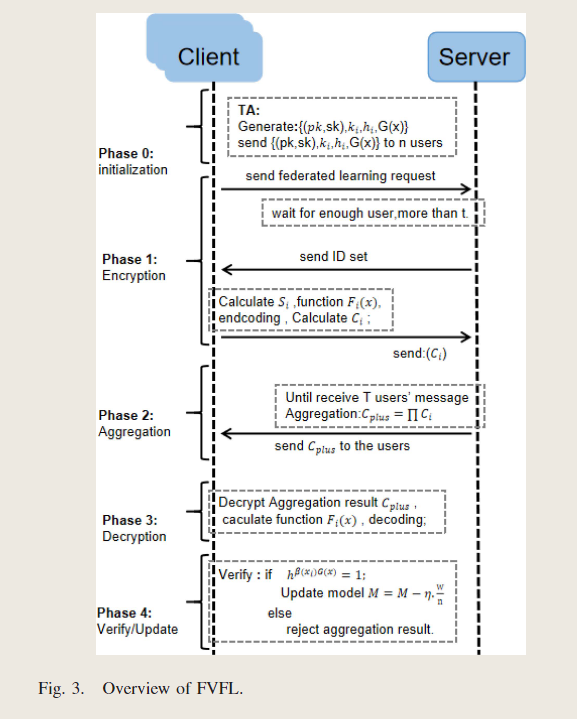 Client
Server
TA:
Generate:{(pk,sk),kᵢ,hᵢ,G(x)}
send {(pk,sk),kᵢ,hᵢ,G(x)} to n users
Phase 0:
initialization
send federated learning request
wait for enough user,more than t.
send ID set
Phase 1:
Encryption
Calculate Sᵢ ,function Fᵢ(x),
endcoding , Calculate Cᵢ ;
send:(Cᵢ)
Until receive T users' message
Aggregation:C_plus = ∏ Cᵢ
Phase 2:
Aggregation
send C_plus to the users
Decrypt Aggregation result C_plus ,
caculate function Fᵢ(x) , decoding;
Phase 3:
Decryption
Verify : if h^β(xᵢ)G(x) = 1;
Update model M = M − η.w/n
else
reject aggregation result.
Phase 4:
Verify/Update
Fig. 3. Overview of FVFL.